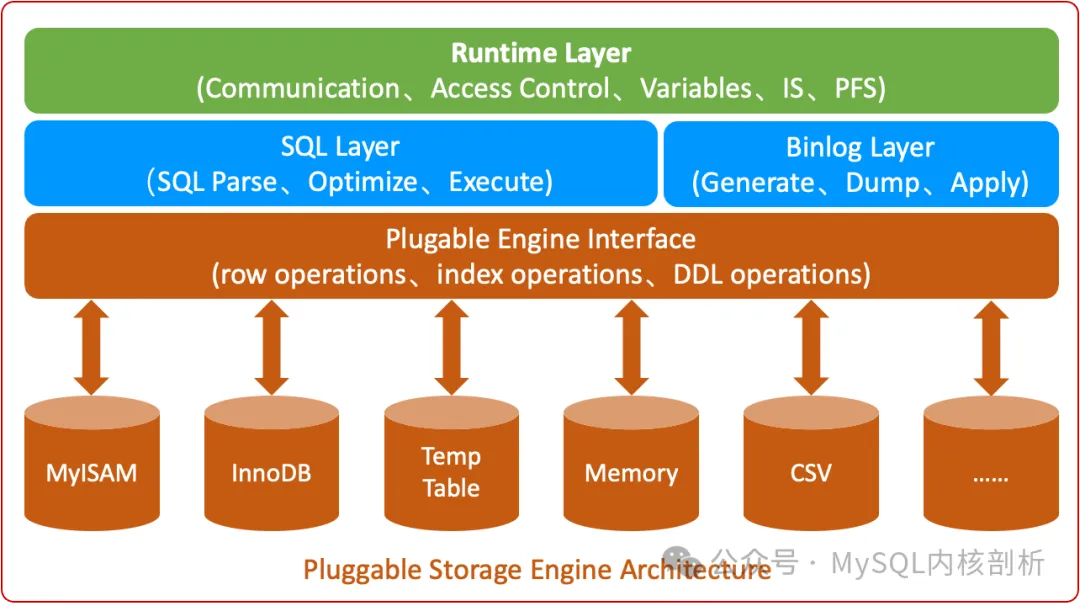 Runtime Layer
(Communication、Access Control、Variables、IS、PFS)
SQL Layer
（SQL Parse、Optimize、Execute)
Binlog Layer
(Generate、Dump、Apply)
Plugable Engine Interface
(row operations、index operations、DDL operations)
MyISAM
InnoDB
Temp
Table
Memory
CSV
……
Pluggable Storage Engine Architecture
公众号 · MySQL内核剖析